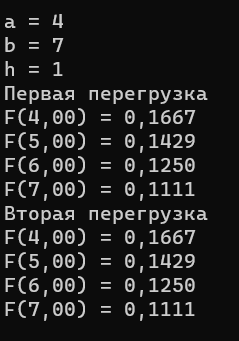 a = 4
b = 7
h = 1
Первая перегрузка
F(4,00) = 0,1667
F(5,00) = 0,1429
F(6,00) = 0,1250
F(7,00) = 0,1111
Вторая перегрузка
F(4,00) = 0,1667
F(5,00) = 0,1429
F(6,00) = 0,1250
F(7,00) = 0,1111